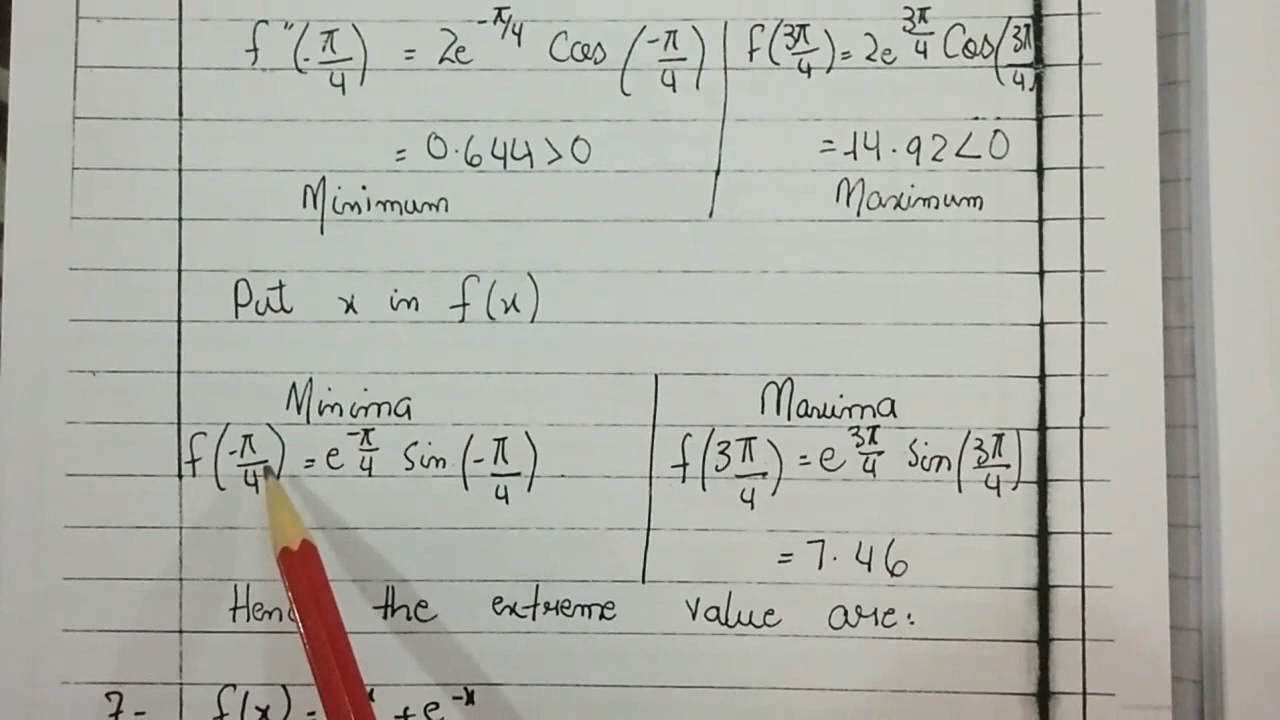 f''(-π/4) = 2e^-π/4 Cos (-π/4) | f(3π/4) = 2e^3π/4 Cos(3π/4)
= 0.644>0 | =-14.92<0
Minimum | Maximum
Put x in f(x)
Minima | Maxima
f(-π/4) = e^-π/4 Sin (-π/4) | f(3π/4) = e^3π/4 Sin(3π/4)
= 7.46
the extreme value are.
7- f(x) = + e^-x